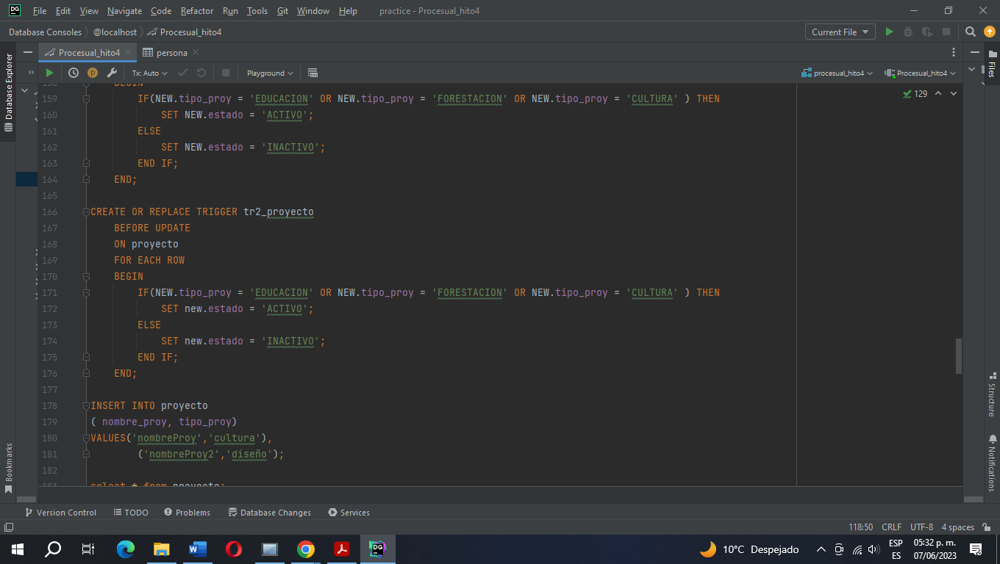 DG File Edit View Navigate Code Refactor Run Tools Git Window Help practice - Procesual_hito4
Database Consoles @localhost Procesual_hito4 Current File
Procesual_hito4 persona
Tx: Auto Playground procesual_hito4 Procesual_hito4
Database Explorer
Files
129
158 BEGIN
159 IF(NEW.tipo_proy = 'EDUCACION' OR NEW.tipo_proy = 'FORESTACION' OR NEW.tipo_proy = 'CULTURA' ) THEN
160 SET NEW.estado = 'ACTIVO';
161 ELSE
162 SET NEW.estado = 'INACTIVO';
163 END IF;
164 END;
165
166 CREATE OR REPLACE TRIGGER tr2_proyecto
167 BEFORE UPDATE
168 ON proyecto
169 FOR EACH ROW
170 BEGIN
171 IF(NEW.tipo_proy = 'EDUCACION' OR NEW.tipo_proy = 'FORESTACION' OR NEW.tipo_proy = 'CULTURA' ) THEN
172 SET new.estado = 'ACTIVO';
173 ELSE
174 SET new.estado = 'INACTIVO';
175 END IF;
176 END;
177
178 INSERT INTO proyecto
179 ( nombre_proy, tipo_proy)
180 VALUES('nombreProy','cultura'),
181 ('nombreProy2','diseño');
182
183 select * from proyecto;
Structure
Bookmarks
Notifications
Version Control TODO Problems Database Changes Services
118:50 CRLF UTF-8 4 spaces
10°C Despejado ESP 05:32 p. m.
ES 07/06/2023